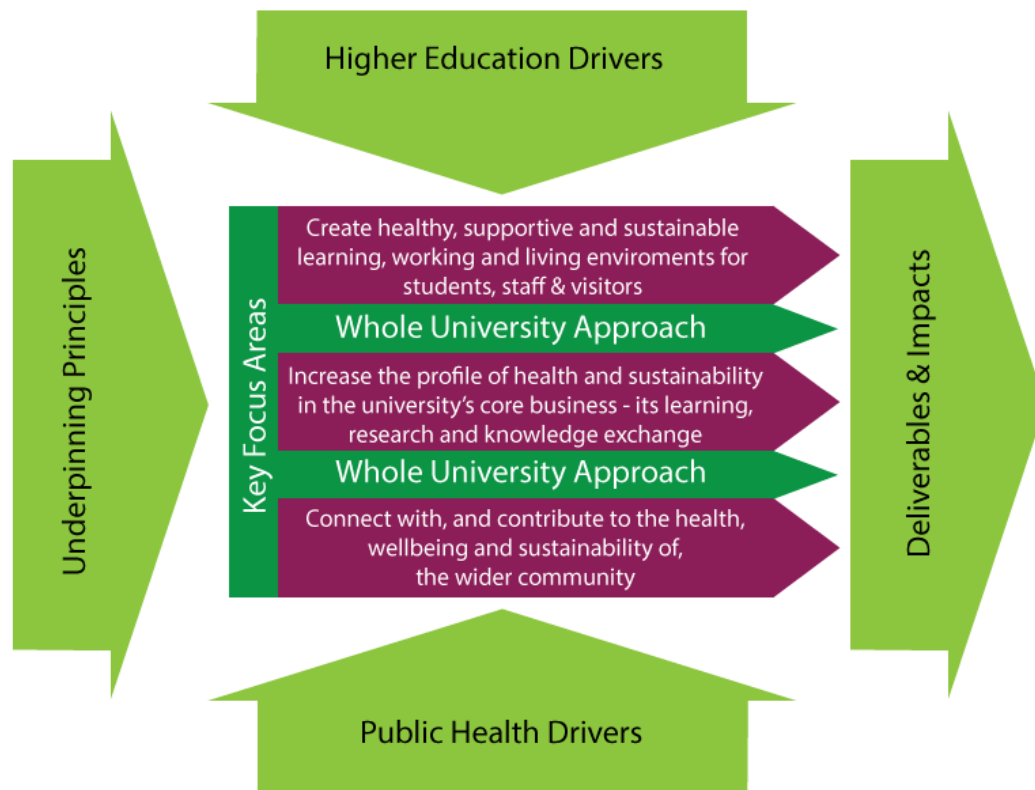 Higher Education Drivers
Underpinning Principles
Key Focus Areas
Create healthy, supportive and sustainable
learning, working and living enviroments for
students, staff & visitors
Whole University Approach
Increase the profile of health and sustainability
in the university’s core business - its learning,
research and knowledge exchange
Whole University Approach
Connect with, and contribute to the health,
wellbeing and sustainability of,
the wider community
Deliverables & Impacts
Public Health Drivers